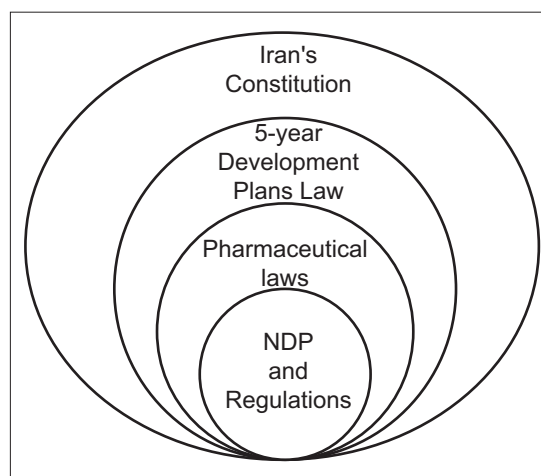 Iran's
Constitution
5-year
Development
Plans Law
Pharmaceutical
laws
NDP
and
Regulations